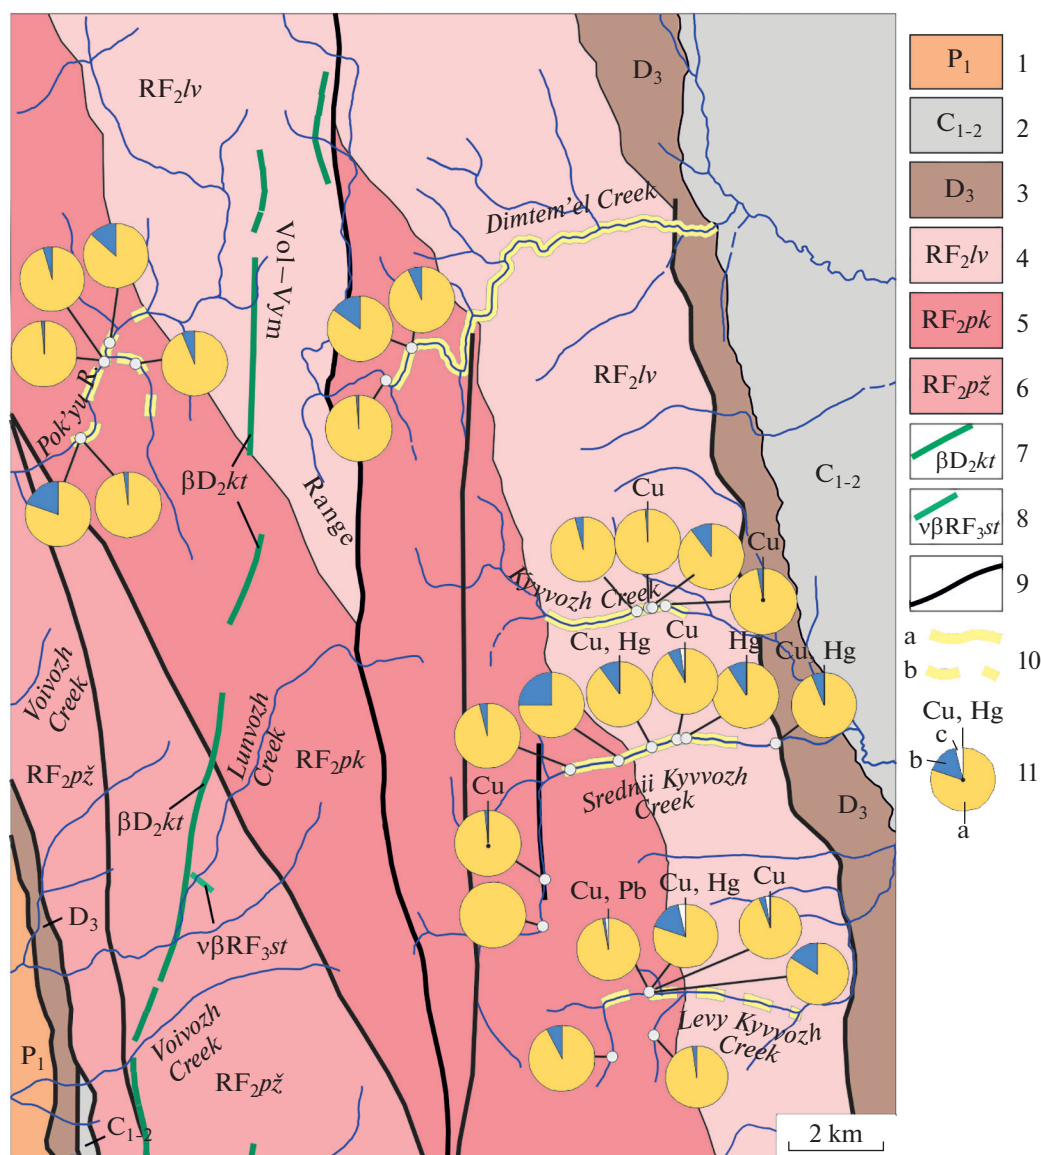 RF₂lv
D₃
Dimtem'el Creek
Vol–Vym
Range
Pok'yu R.
RF₂lv
βD₂kt
C₁₋₂
Cu
Cu
Kyvvozh Creek
Cu, Hg
Cu
Hg
Cu, Hg
Voivozh
Creek
Lunvozh
Creek
RF₂pž
RF₂pk
βD₂kt
Srednii Kyvvozh
Creek
D₃
Cu
Cu, Pb
Cu, Hg
Cu
D₃
νβRF₃st
Levy Kyvvozh
Creek
Voivozh
Creek
P₁
RF₂pž
C₁₋₂
2 km
P₁ 1
C₁₋₂ 2
D₃ 3
RF₂lv 4
RF₂pk 5
RF₂pž 6
βD₂kt 7
νβRF₃st 8
9
a
b
10
Cu, Hg
c
b
11
a